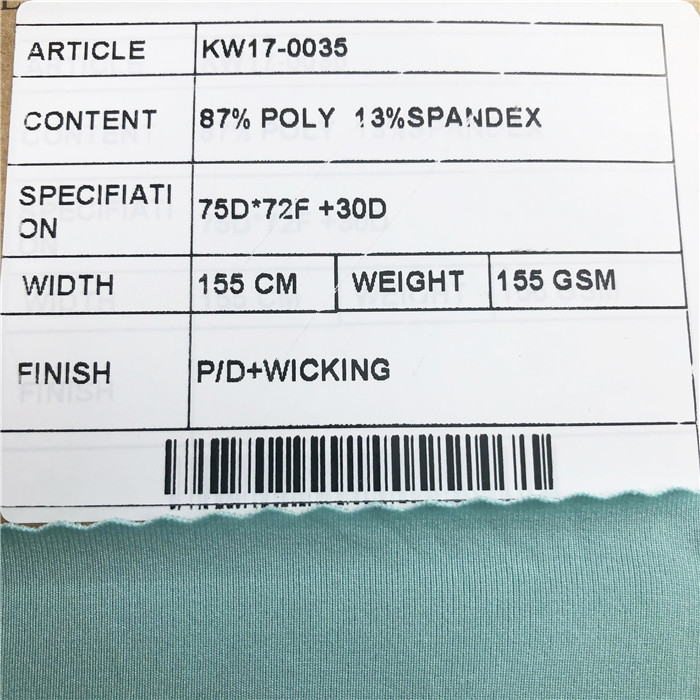 ARTICLE KW17-0035
CONTENT 87% POLY 13%SPANDEX
SPECIFIATI
ON 75D*72F +30D
WIDTH 155 CM WEIGHT 155 GSM
FINISH P/D+WICKING